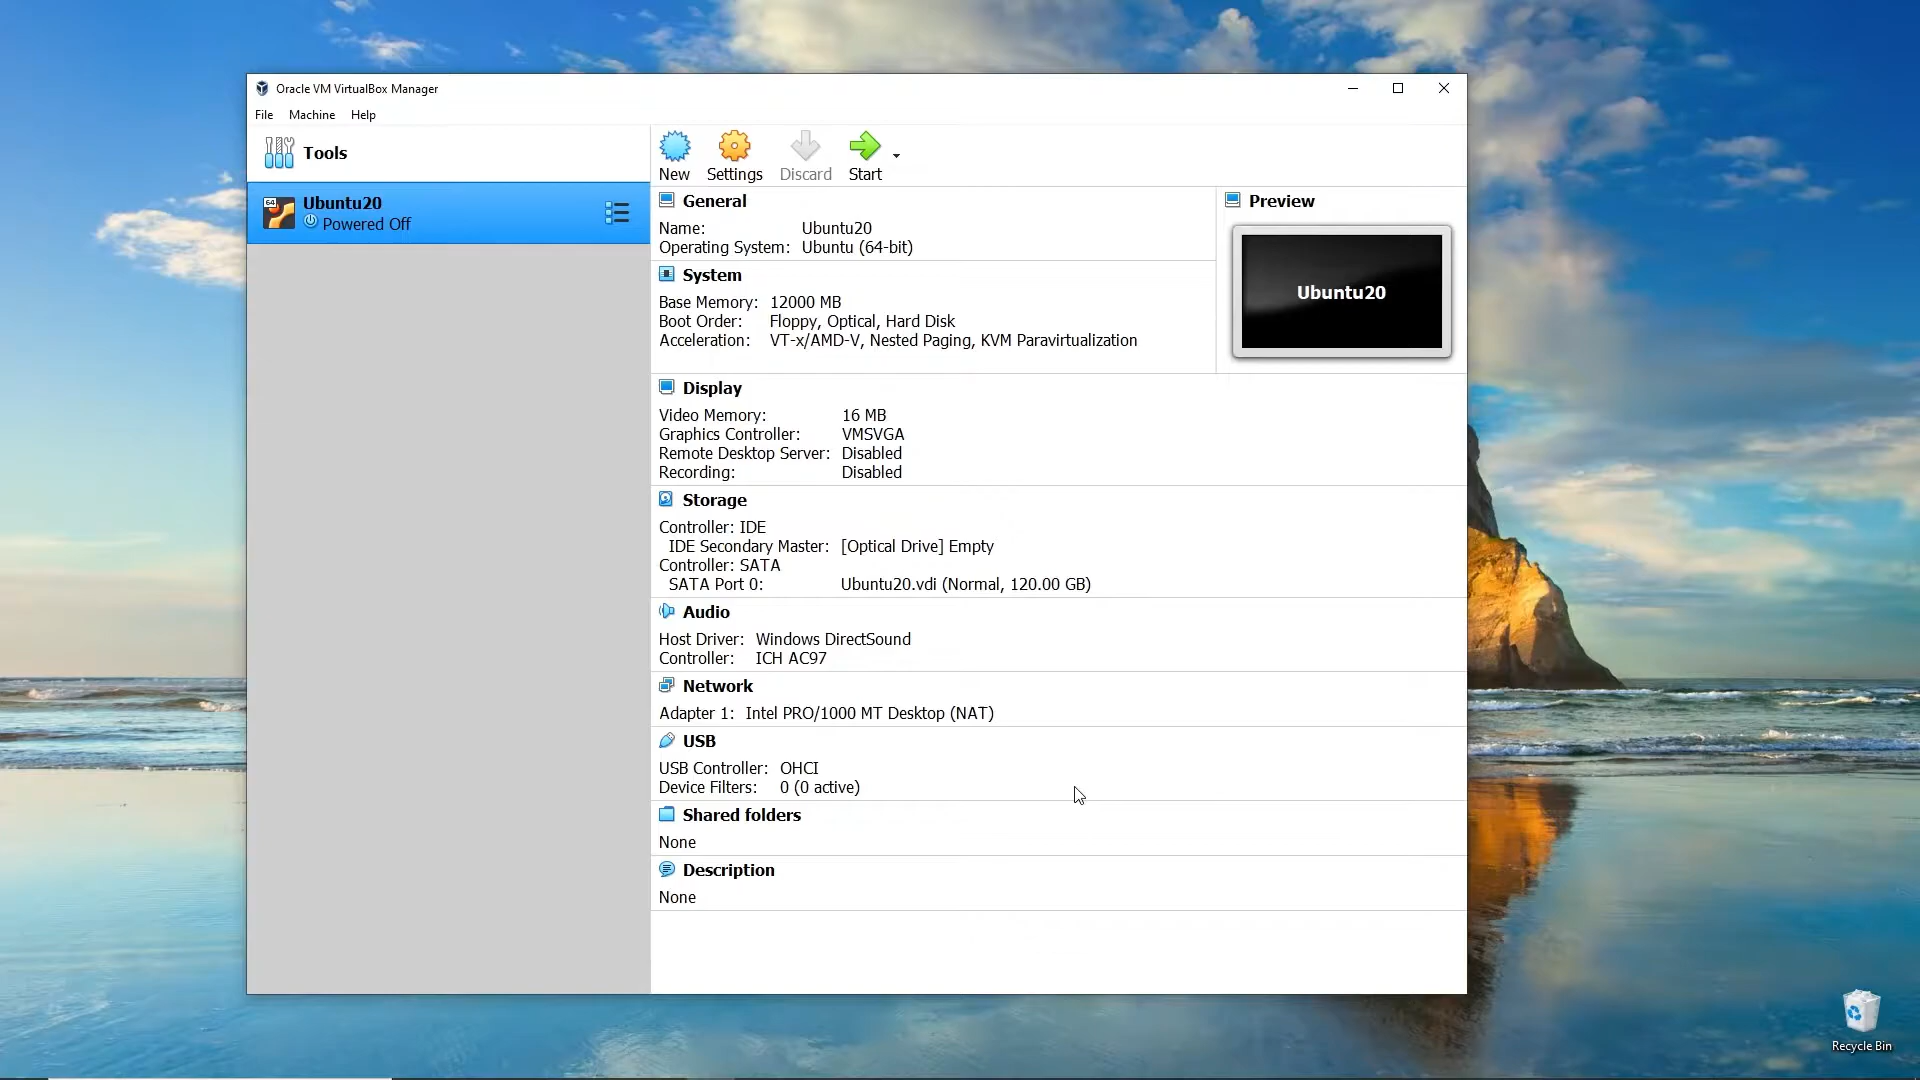 Oracle VM VirtualBox Manager
File Machine Help
Tools
New Settings Discard Start
64
Ubuntu20
Powered Off
General
Name: Ubuntu20
Operating System: Ubuntu (64-bit)
Preview
Ubuntu20
System
Base Memory: 12000 MB
Boot Order: Floppy, Optical, Hard Disk
Acceleration: VT-x/AMD-V, Nested Paging, KVM Paravirtualization
Display
Video Memory: 16 MB
Graphics Controller: VMSVGA
Remote Desktop Server: Disabled
Recording: Disabled
Storage
Controller: IDE
IDE Secondary Master: [Optical Drive] Empty
Controller: SATA
SATA Port 0: Ubuntu20.vdi (Normal, 120.00 GB)
Audio
Host Driver: Windows DirectSound
Controller: ICH AC97
Network
Adapter 1: Intel PRO/1000 MT Desktop (NAT)
USB
USB Controller: OHCI
Device Filters: 0 (0 active)
Shared folders
None
Description
None
Recycle Bin